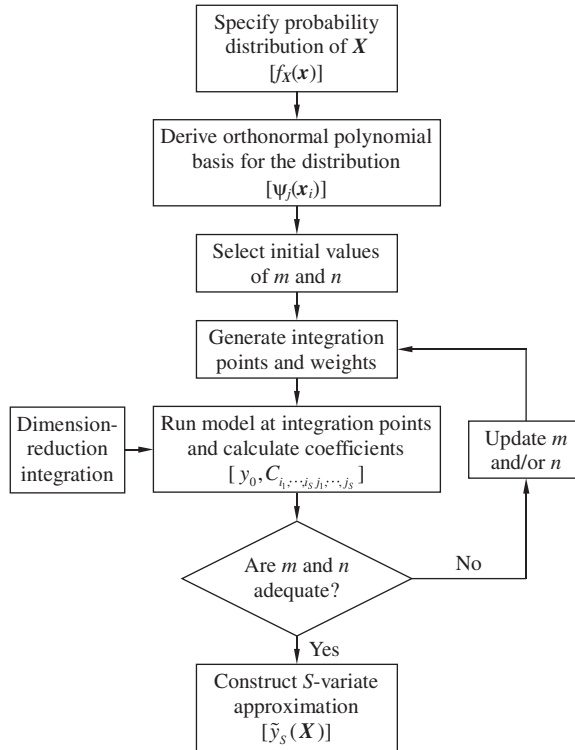 Specify probability
distribution of X
[f_X(x)]
Derive orthonormal polynomial
basis for the distribution
[ψ_j(x_i)]
Select initial values
of m and n
Generate integration
points and weights
Dimension-
reduction
integration
Run model at integration points
and calculate coefficients
[ y_0, C_{i_1,⋯,i_S j_1,⋯,j_S} ]
Update m
and/or n
Are m and n
adequate?
No
Yes
Construct S-variate
approximation
[ỹ_S (X)]